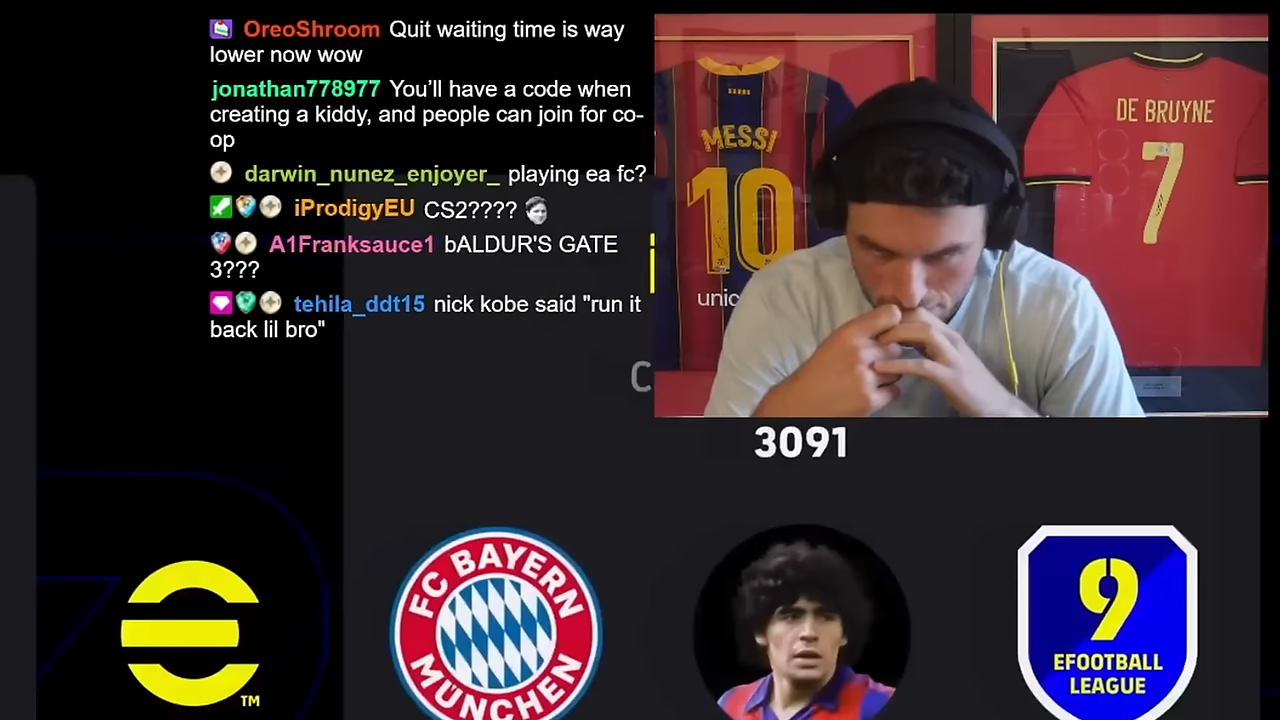 OreoShroom Quit waiting time is way
lower now wow
jonathan778977 You'll have a code when
creating a kiddy, and people can join for co-
op
darwin_nunez_enjoyer_ playing ea fc?
iProdigyEU CS2????
A1Franksauce1 bALDUR'S GATE
3???
tehila_ddt15 nick kobe said "run it
back lil bro"
MESSI
10
unic
DE BRUYNE
7
C
3091
TM
FC BAYERN
MÜNCHEN
9
EFOOTBALL
LEAGUE